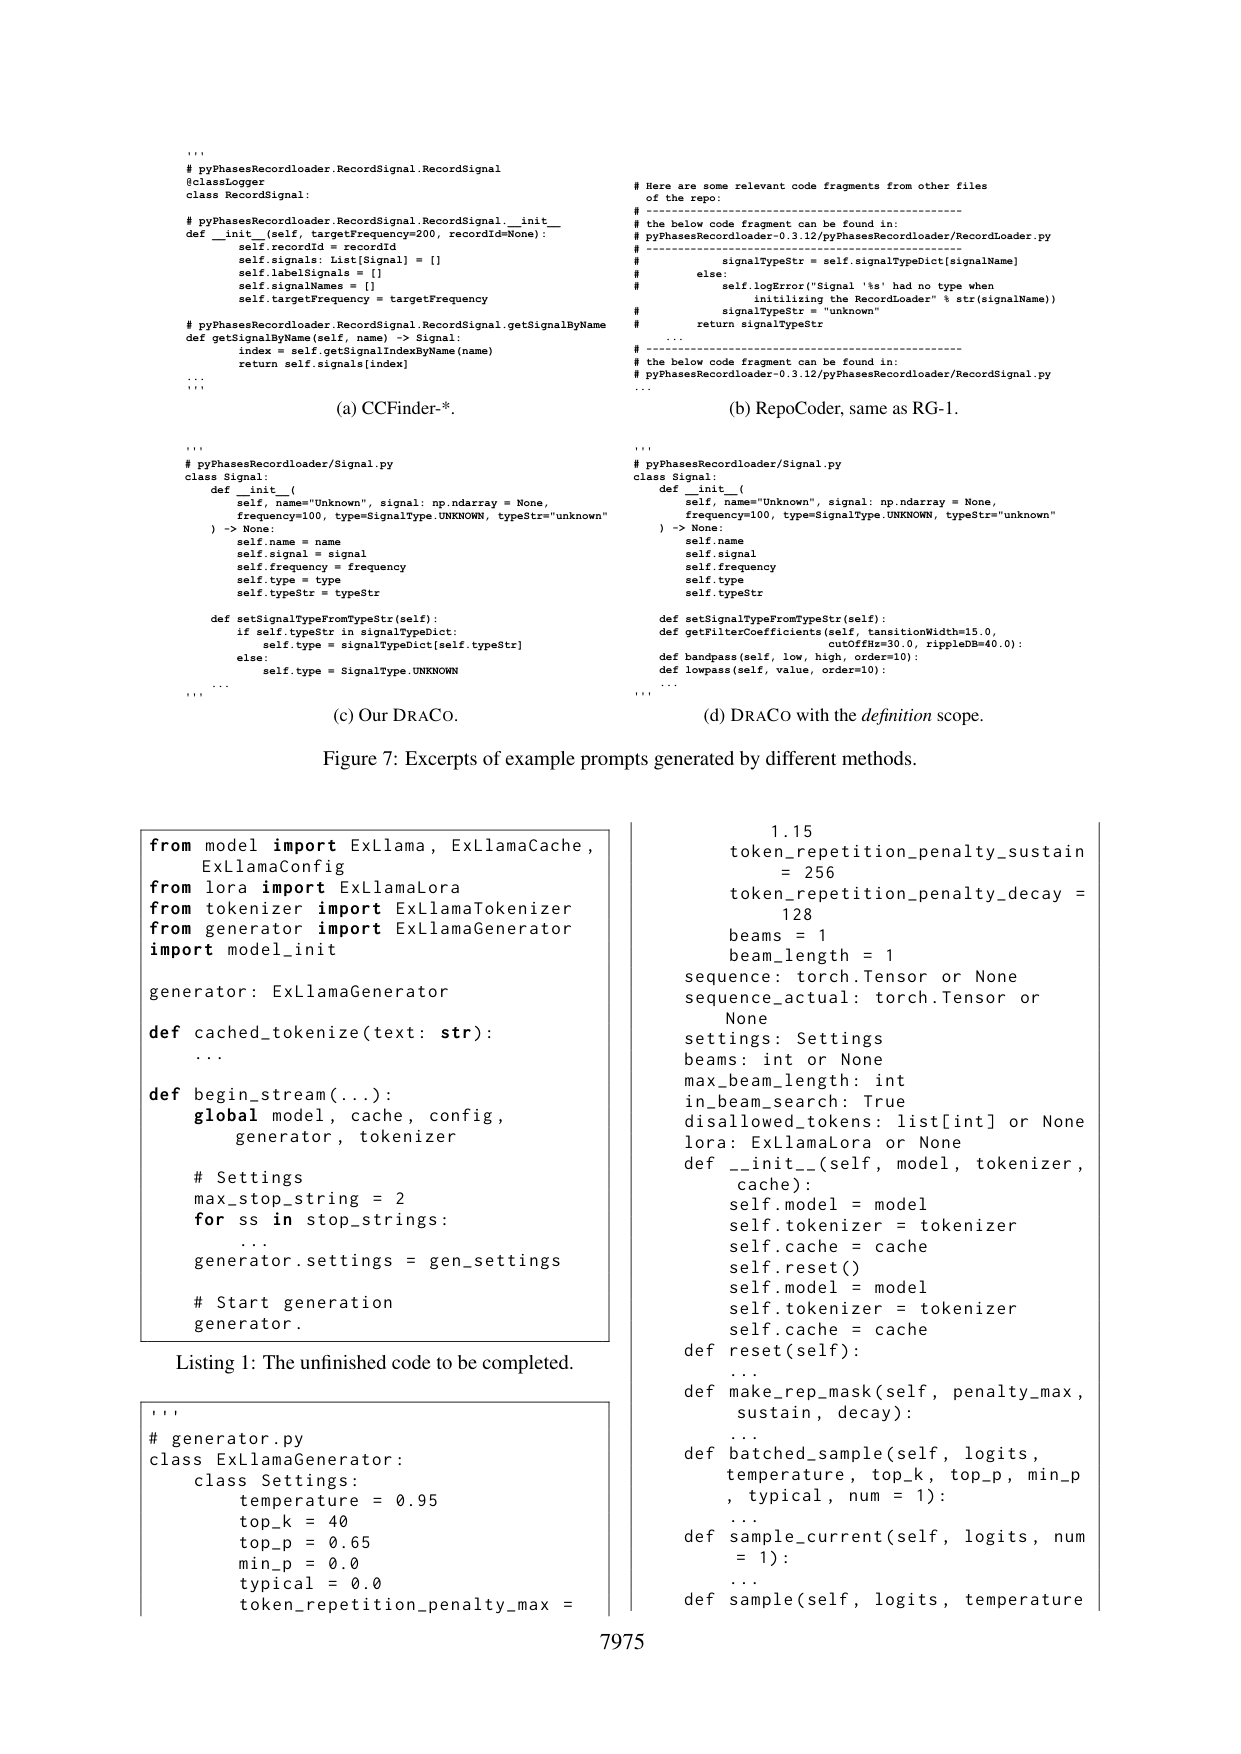 '''
# pyPhasesRecordloader.RecordSignal.RecordSignal
@classLogger
class RecordSignal:

# pyPhasesRecordloader.RecordSignal.RecordSignal.__init__
def __init__(self, targetFrequency=200, recordId=None):
        self.recordId = recordId
        self.signals: List[Signal] = []
        self.labelSignals = []
        self.signalNames = []
        self.targetFrequency = targetFrequency

# pyPhasesRecordloader.RecordSignal.RecordSignal.getSignalByName
def getSignalByName(self, name) -> Signal:
        index = self.getSignalIndexByName(name)
        return self.signals[index]
...
'''
(a) CCFinder-*.
# Here are some relevant code fragments from other files
  of the repo:
# --------------------------------------------------
# the below code fragment can be found in:
# pyPhasesRecordloader-0.3.12/pyPhasesRecordloader/RecordLoader.py
# --------------------------------------------------
#             signalTypeStr = self.signalTypeDict[signalName]
#         else:
#             self.logError("Signal '%s' had no type when
                   initilizing the RecordLoader" % str(signalName))
#             signalTypeStr = "unknown"
#         return signalTypeStr
     ...
# --------------------------------------------------
# the below code fragment can be found in:
# pyPhasesRecordloader-0.3.12/pyPhasesRecordloader/RecordSignal.py
...
(b) RepoCoder, same as RG-1.
'''
# pyPhasesRecordloader/Signal.py
class Signal:
    def __init__(
        self, name="Unknown", signal: np.ndarray = None,
        frequency=100, type=SignalType.UNKNOWN, typeStr="unknown"
    ) -> None:
        self.name = name
        self.signal = signal
        self.frequency = frequency
        self.type = type
        self.typeStr = typeStr

    def setSignalTypeFromTypeStr(self):
        if self.typeStr in signalTypeDict:
            self.type = signalTypeDict[self.typeStr]
        else:
            self.type = SignalType.UNKNOWN
    ...
'''
(c) Our DRACO.
'''
# pyPhasesRecordloader/Signal.py
class Signal:
    def __init__(
        self, name="Unknown", signal: np.ndarray = None,
        frequency=100, type=SignalType.UNKNOWN, typeStr="unknown"
    ) -> None:
        self.name
        self.signal
        self.frequency
        self.type
        self.typeStr

    def setSignalTypeFromTypeStr(self):
    def getFilterCoefficients(self, tansitionWidth=15.0,
                              cutOffHz=30.0, rippleDB=40.0):
    def bandpass(self, low, high, order=10):
    def lowpass(self, value, order=10):
    ...
'''
(d) DRACO with the definition scope.
Figure 7: Excerpts of example prompts generated by different methods.
from model import ExLlama, ExLlamaCache,
    ExLlamaConfig
from lora import ExLlamaLora
from tokenizer import ExLlamaTokenizer
from generator import ExLlamaGenerator
import model_init

generator: ExLlamaGenerator

def cached_tokenize(text: str):
    ...

def begin_stream(...):
    global model, cache, config,
        generator, tokenizer

    # Settings
    max_stop_string = 2
    for ss in stop_strings:
        ...
    generator.settings = gen_settings

    # Start generation
    generator.
Listing 1: The unfinished code to be completed.
'''
# generator.py
class ExLlamaGenerator:
    class Settings:
        temperature = 0.95
        top_k = 40
        top_p = 0.65
        min_p = 0.0
        typical = 0.0
        token_repetition_penalty_max =
            1.15
        token_repetition_penalty_sustain
            = 256
        token_repetition_penalty_decay =
            128
        beams = 1
        beam_length = 1
    sequence: torch.Tensor or None
    sequence_actual: torch.Tensor or
        None
    settings: Settings
    beams: int or None
    max_beam_length: int
    in_beam_search: True
    disallowed_tokens: list[int] or None
    lora: ExLlamaLora or None
    def __init__(self, model, tokenizer,
        cache):
        self.model = model
        self.tokenizer = tokenizer
        self.cache = cache
        self.reset()
        self.model = model
        self.tokenizer = tokenizer
        self.cache = cache
    def reset(self):
        ...
    def make_rep_mask(self, penalty_max,
        sustain, decay):
        ...
    def batched_sample(self, logits,
        temperature, top_k, top_p, min_p
        , typical, num = 1):
        ...
    def sample_current(self, logits, num
        = 1):
        ...
    def sample(self, logits, temperature
7975